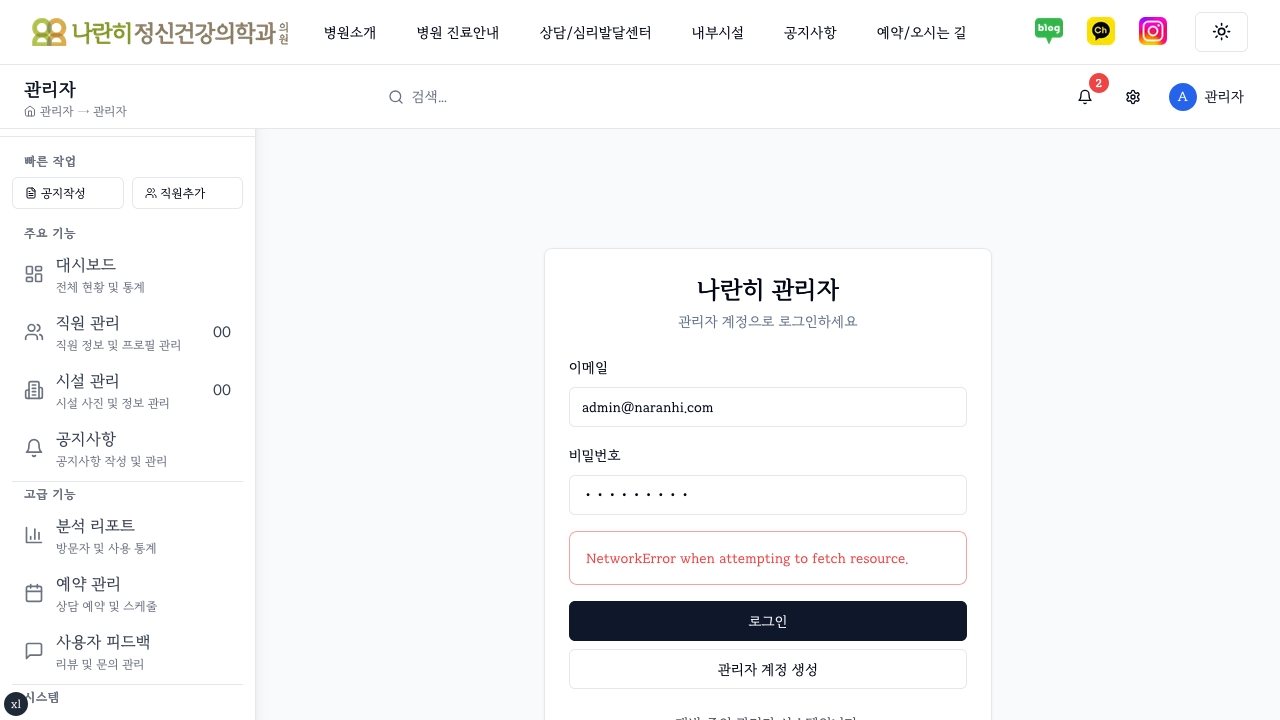 나란히 정신건강의학과 의원
병원소개
병원 진료안내
상담/심리발달센터
내부시설
공지사항
예약/오시는 길
blog
Ch
관리자
관리자 → 관리자
검색...
2
A
관리자
빠른 작업
공지작성
직원추가
주요 기능
대시보드
전체 현황 및 통계
직원 관리
00
직원 정보 및 프로필 관리
시설 관리
00
시설 사진 및 정보 관리
공지사항
공지사항 작성 및 관리
고급 기능
분석 리포트
방문자 및 사용 통계
예약 관리
상담 예약 및 스케줄
사용자 피드백
리뷰 및 문의 관리
시스템
xl
나란히 관리자
관리자 계정으로 로그인하세요
이메일
admin@naranhi.com
비밀번호
•••••••••
NetworkError when attempting to fetch resource.
로그인
관리자 계정 생성